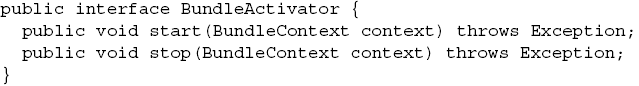 public interface BundleActivator {
  public void start(BundleContext context) throws Exception;
  public void stop(BundleContext context) throws Exception;
}